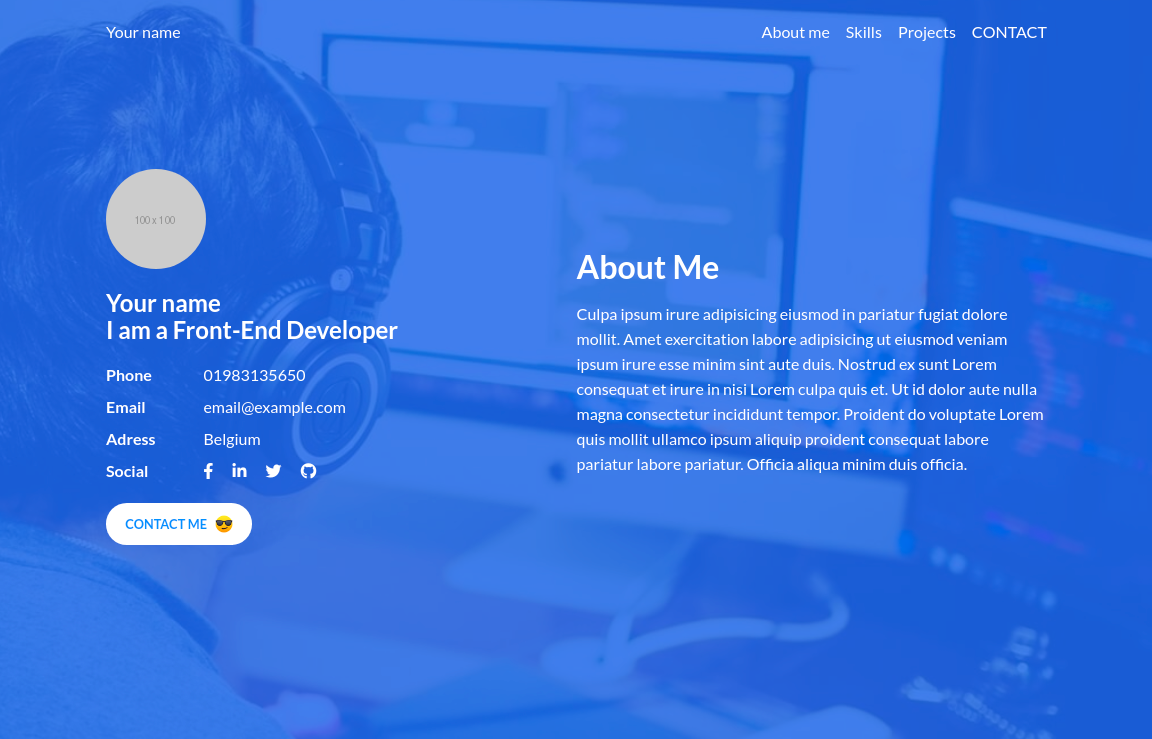 Your name
About me Skills Projects CONTACT
100 x 100
Your name
I am a Front-End Developer
Phone 01983135650
Email email@example.com
Adress Belgium
Social
CONTACT ME 😎
About Me
Culpa ipsum irure adipisicing eiusmod in pariatur fugiat dolore
mollit. Amet exercitation labore adipisicing ut eiusmod veniam
ipsum irure esse minim sint aute duis. Nostrud ex sunt Lorem
consequat et irure in nisi Lorem culpa quis et. Ut id dolor aute nulla
magna consectetur incididunt tempor. Proident do voluptate Lorem
quis mollit ullamco ipsum aliquip proident consequat labore
pariatur labore pariatur. Officia aliqua minim duis officia.